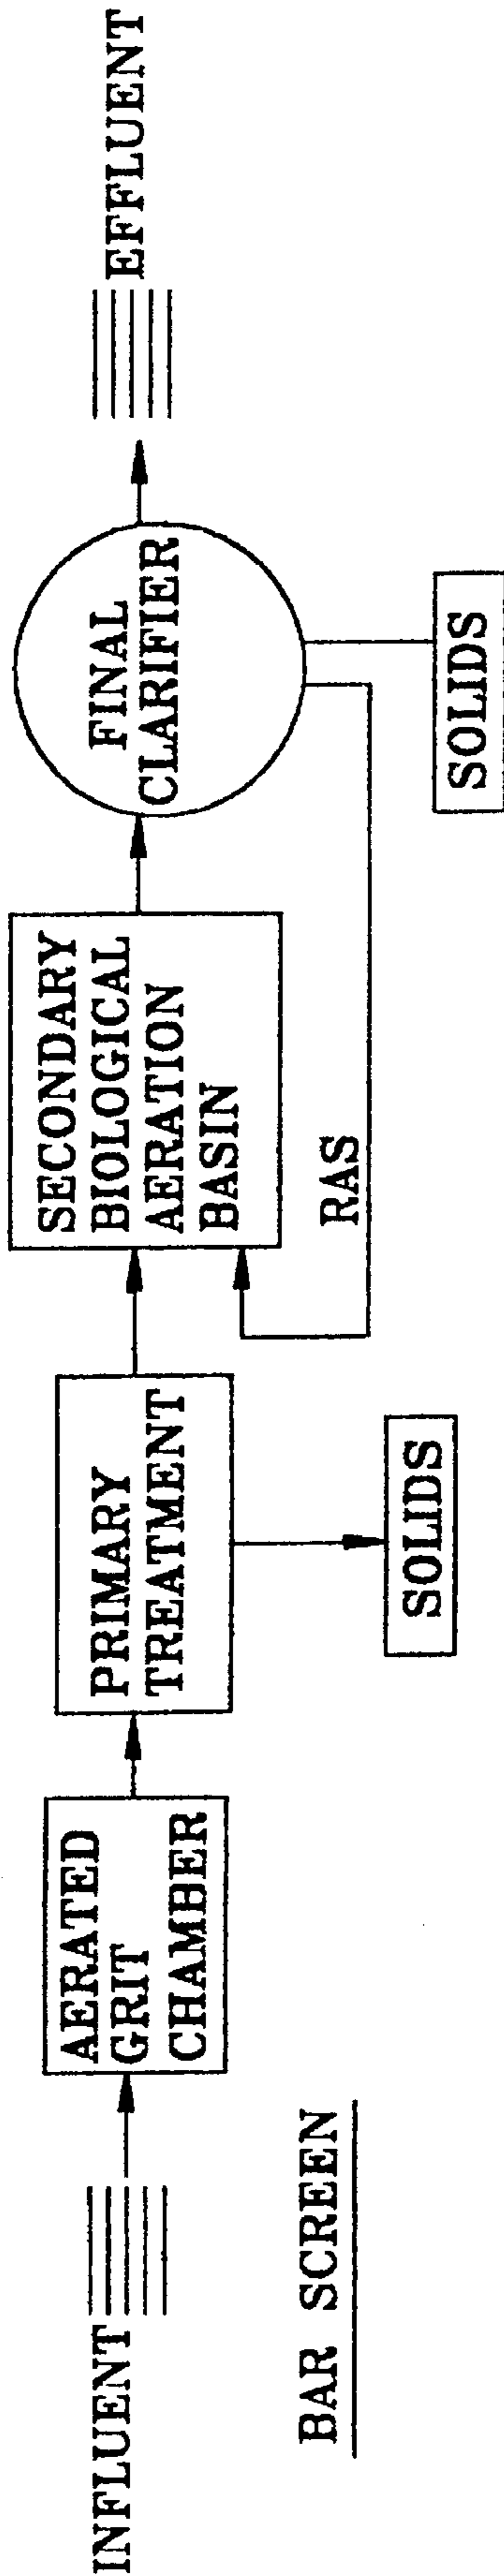 INFLUENT
AERATED
GRIT
CHAMBER
PRIMARY
TREATMENT
SECONDARY
BIOLOGICAL
AERATION
BASIN
FINAL
CLARIFIER
EFFLUENT
RAS
SOLIDS
SOLIDS
BAR SCREEN